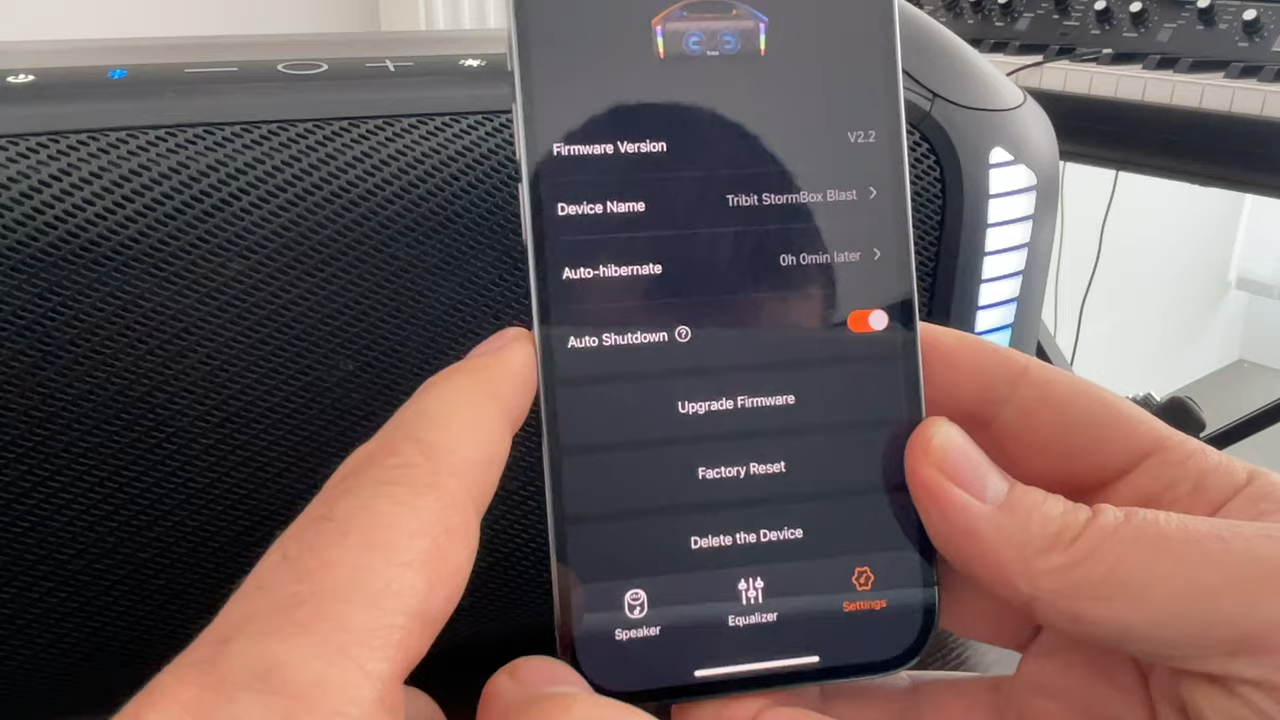 Firmware Version V2.2
Device Name Tribit StormBox Blast
Auto-hibernate 0h 0min later
Auto Shutdown ?
Upgrade Firmware
Factory Reset
Delete the Device
Speaker Equalizer Settings